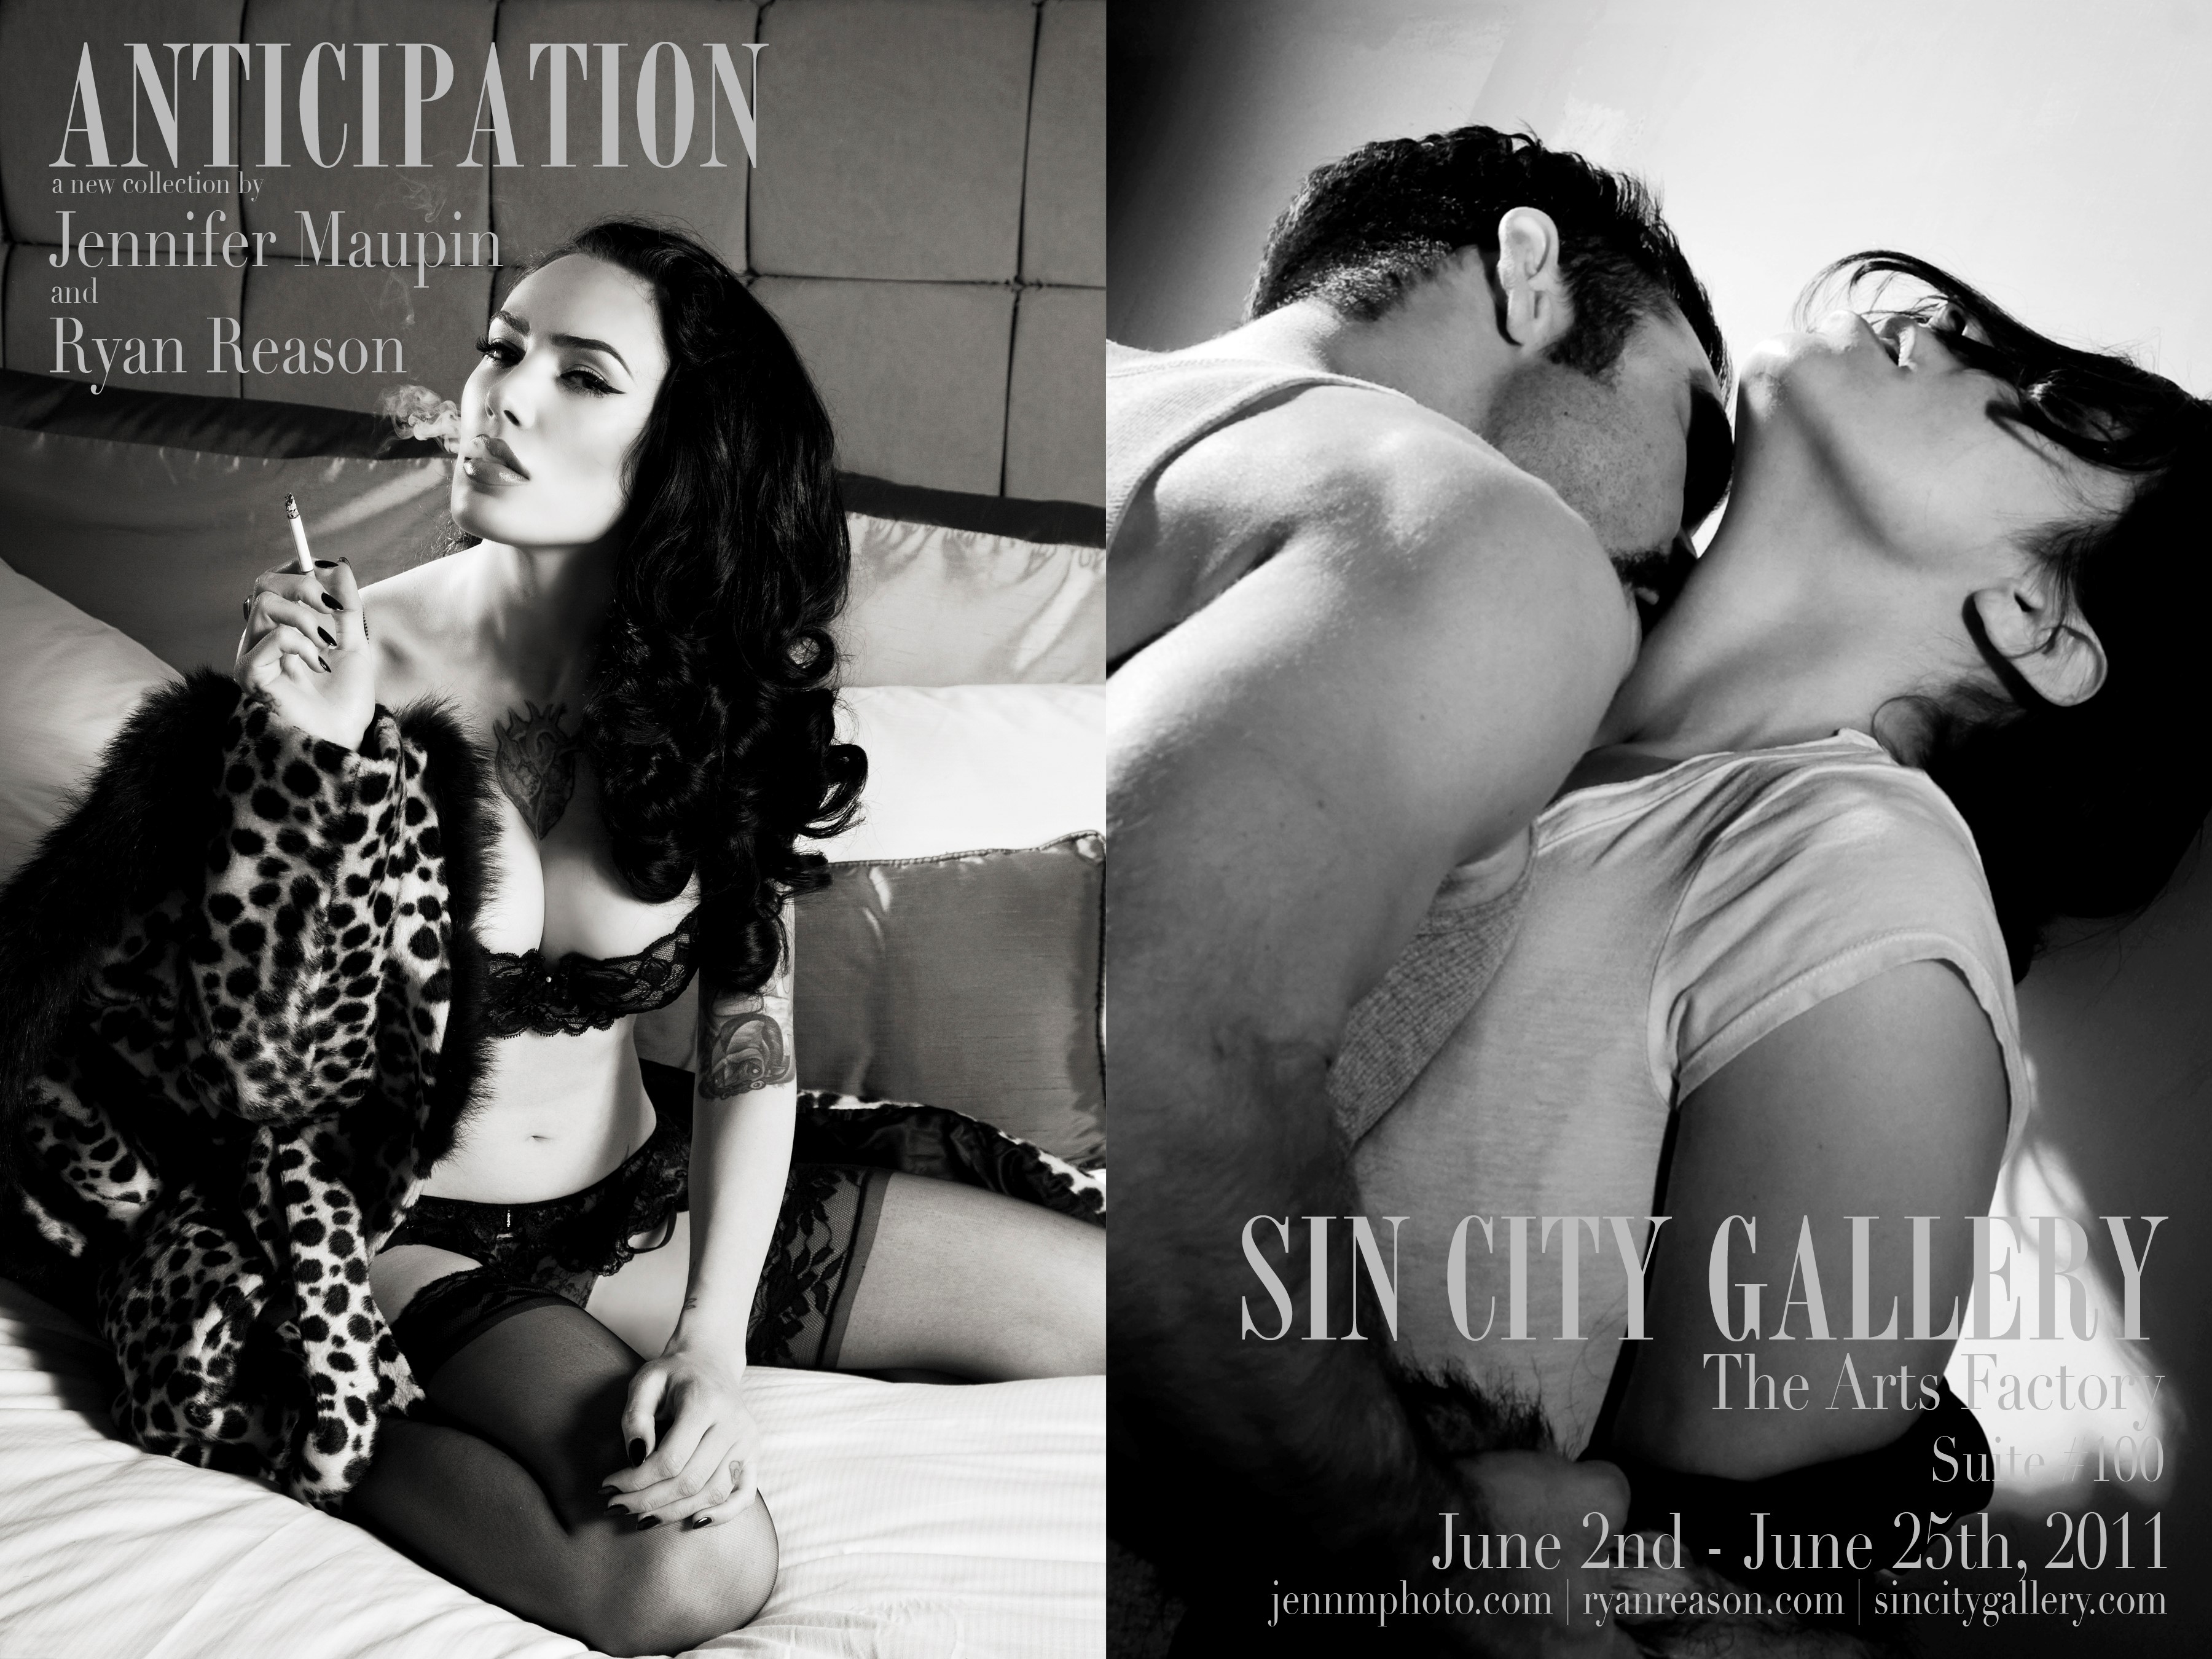 ANTICIPATION
a new collection by
Jennifer Maupin
and
Ryan Reason
SIN CITY GALLERY
The Arts Factory
Suite #100
June 2nd - June 25th, 2011
jennmphoto.com | ryanreason.com | sincitygallery.com